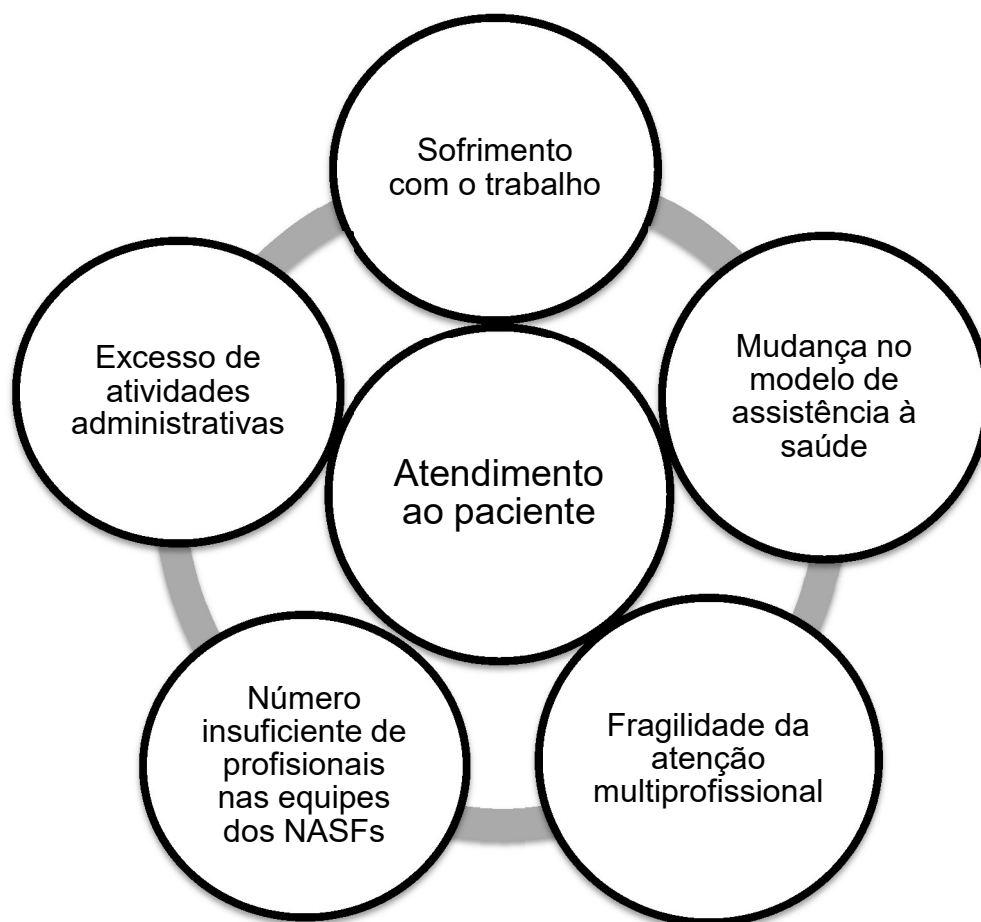 Sofrimento
com o trabalho
Mudança no
modelo de
assistência à
saúde
Fragilidade da
atenção
multiprofissional
Número
insuficiente de
profisionais
nas equipes
dos NASFs
Excesso de
atividades
administrativas
Atendimento
ao paciente